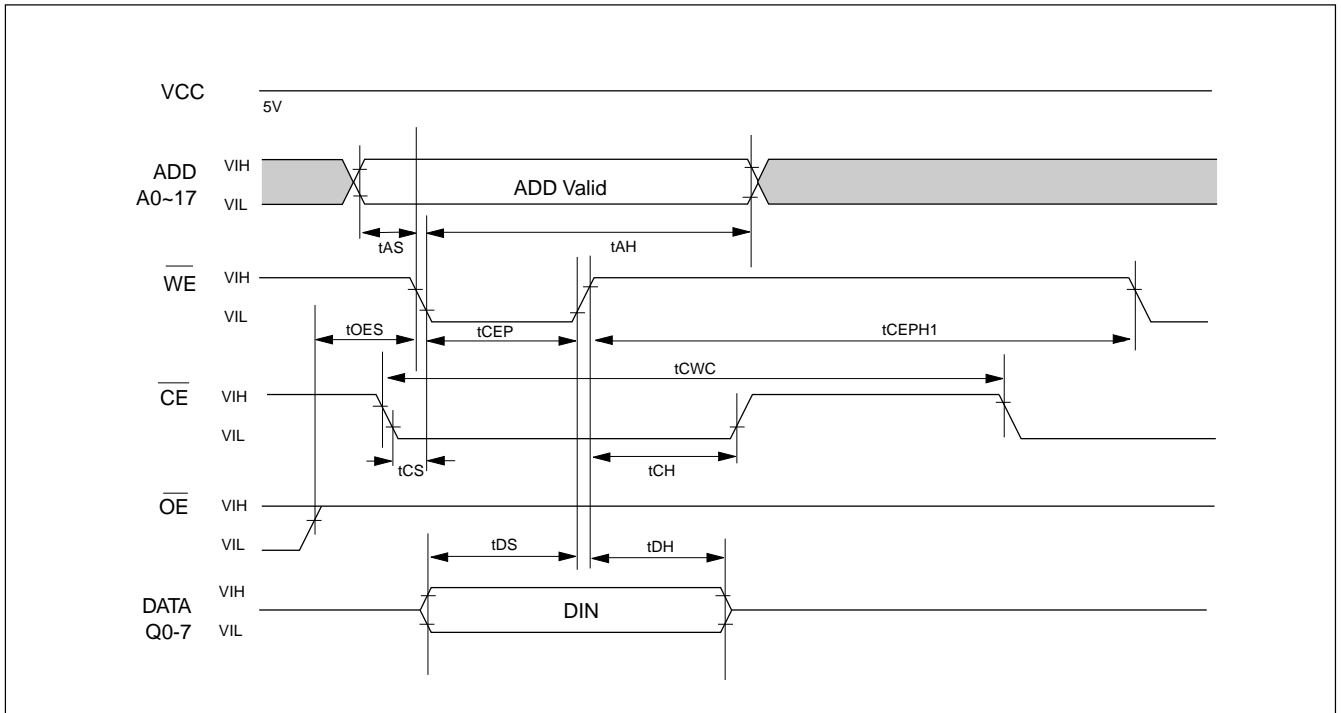 VCC
5V
ADD
A0~17
VIH
VIL
ADD Valid
tAS
tAH
WE
VIH
VIL
tOES
tCEP
tCEPH1
tCWC
CE
VIH
VIL
tCS
tCH
OE
VIH
VIL
tDS
tDH
DATA
Q0-7
VIH
VIL
DIN